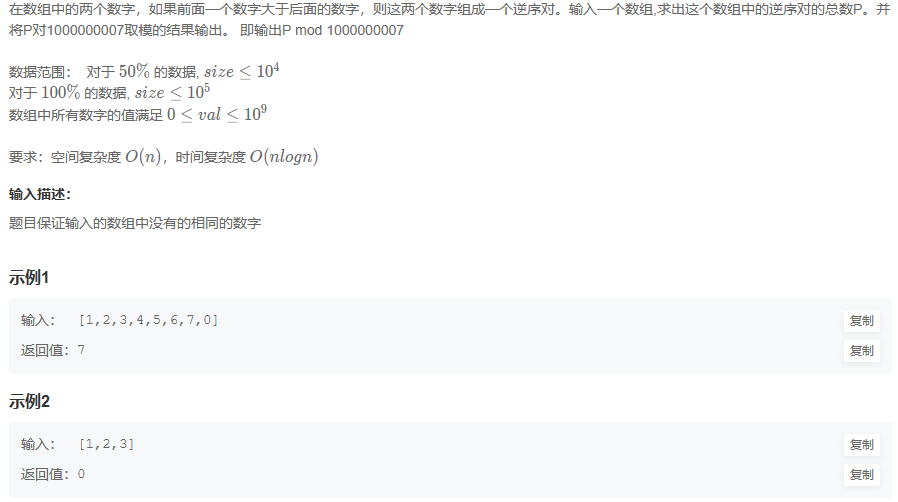 在数组中的两个数字，如果前面一个数字大于后面的数字，则这两个数字组成一个逆序对。输入一个数组,求出这个数组中的逆序对的总数P。并
将P对1000000007取模的结果输出。 即输出P mod 1000000007
数据范围： 对于 50% 的数据, size ≤ 10^4
对于 100% 的数据, size ≤ 10^5
数组中所有数字的值满足 0 ≤ val ≤ 10^9
要求：空间复杂度 O(n)，时间复杂度 O(nlogn)
输入描述：
题目保证输入的数组中没有的相同的数字
示例1
输入： [1,2,3,4,5,6,7,0] 复制
返回值：7 复制
示例2
输入： [1,2,3] 复制
返回值：0 复制